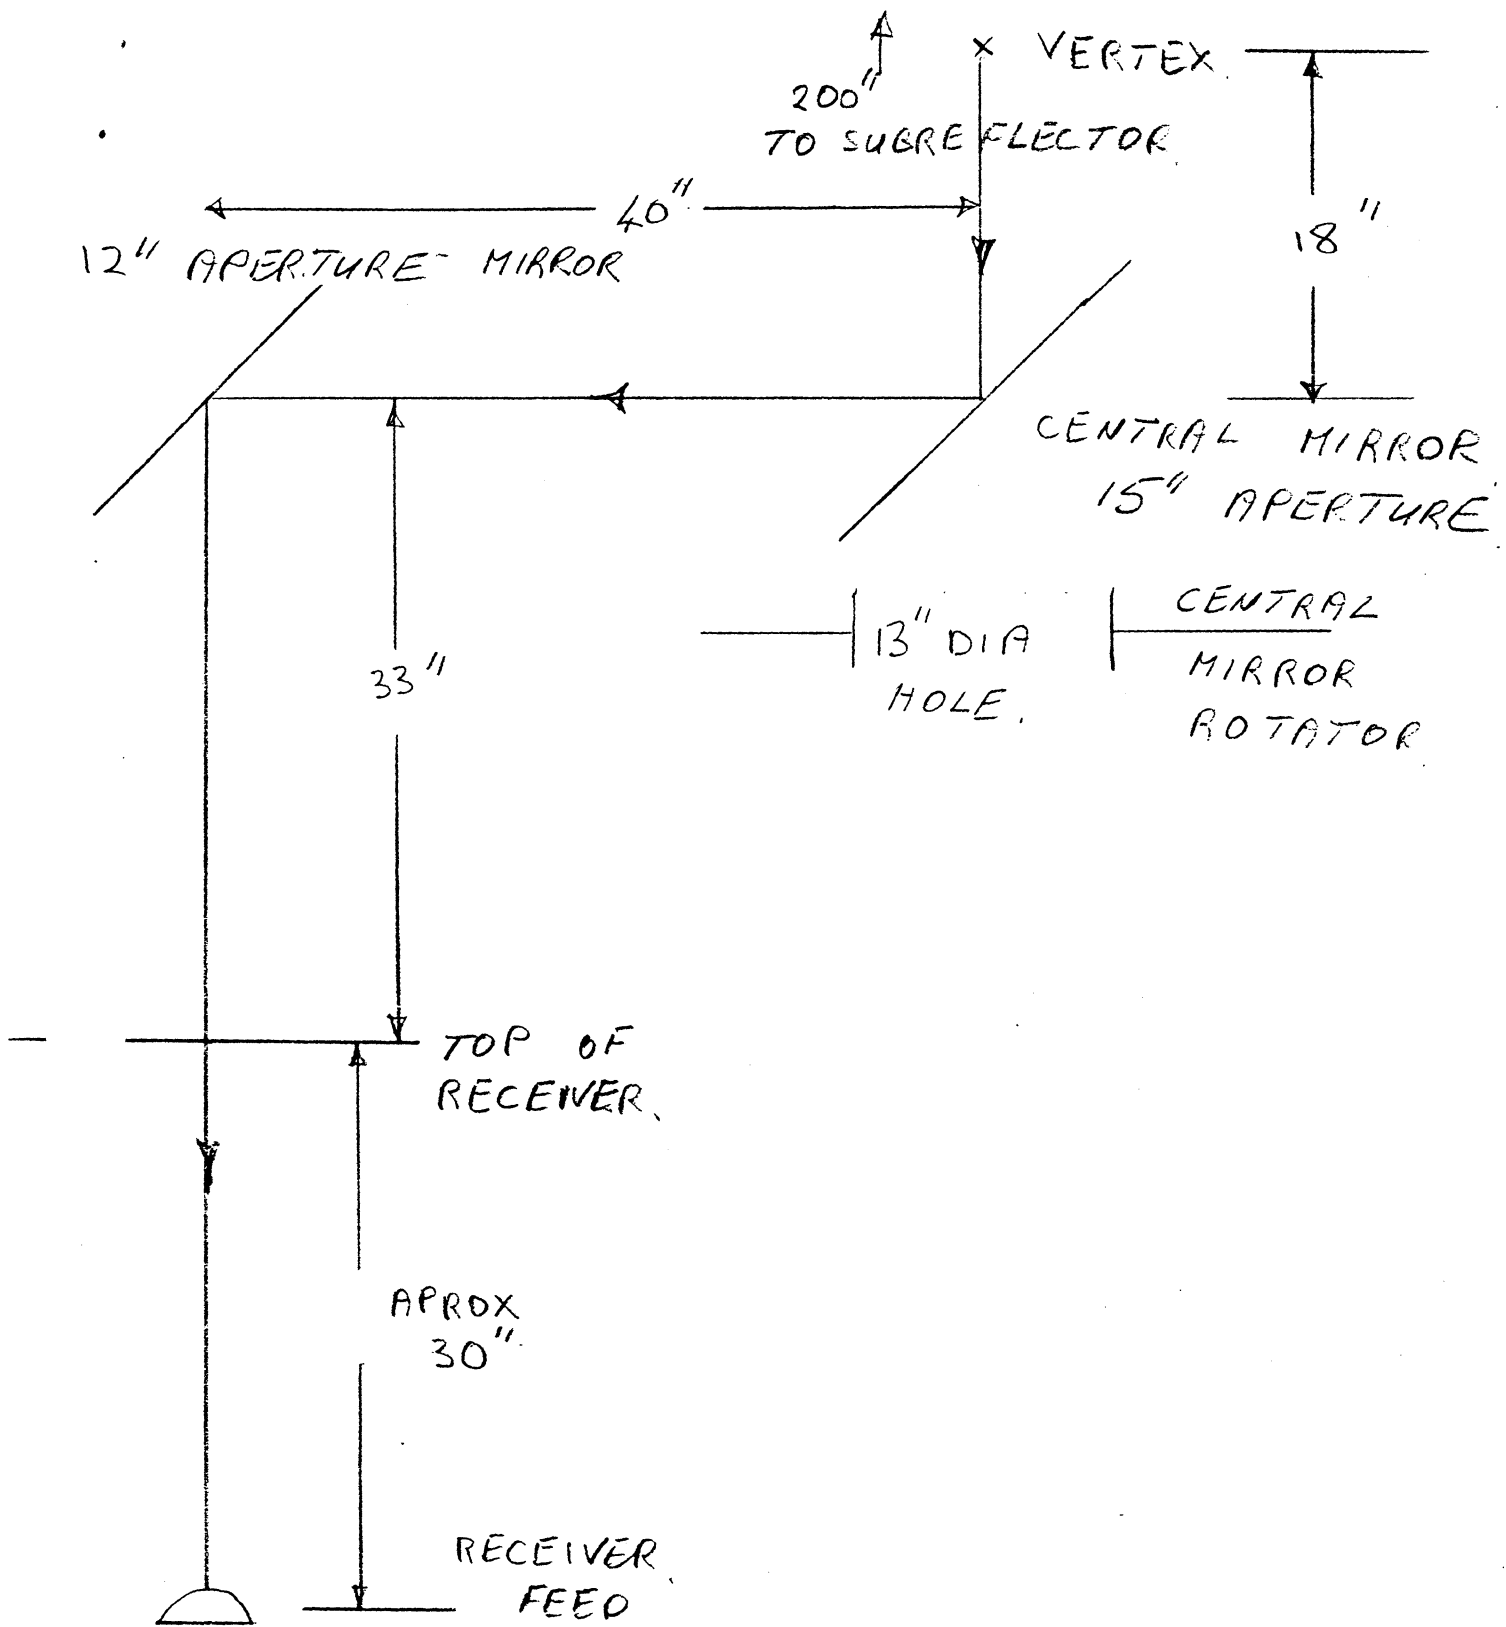 VERTEX
200"
TO SUBREFLECTOR
40"
18"
12" APERTURE MIRROR
CENTRAL MIRROR
15" APERTURE
13" DIA
HOLE.
CENTRAL
MIRROR
ROTATOR
33"
TOP OF
RECEIVER.
APROX
30"
RECEIVER
FEED